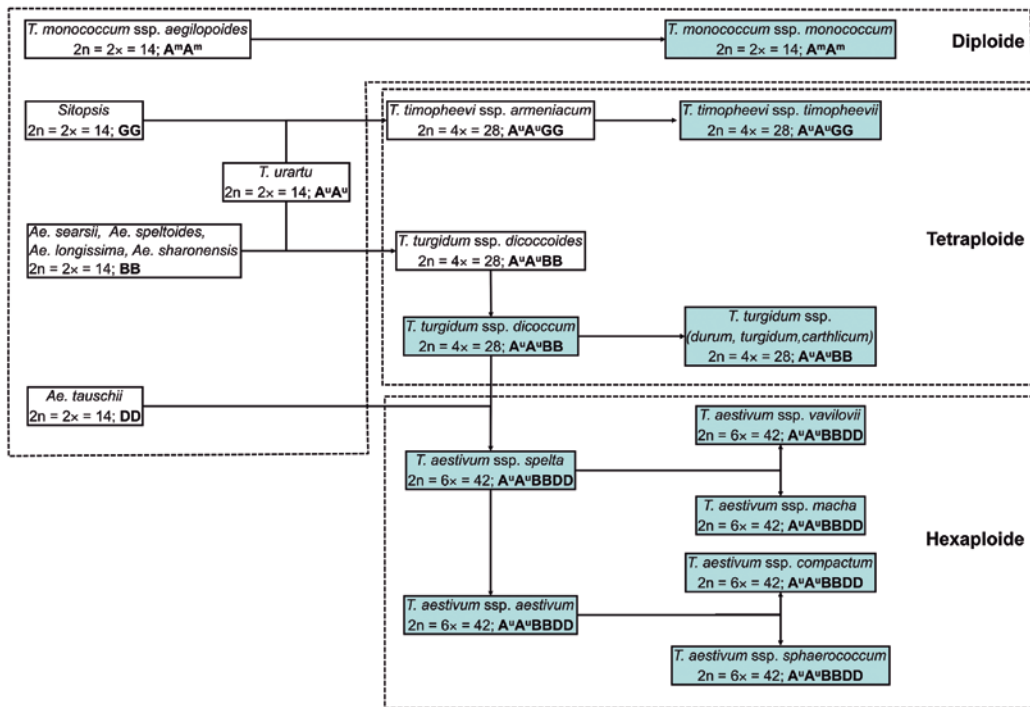 T. monococcum ssp. aegilopoides
2n = 2× = 14; AᵐAᵐ
T. monococcum ssp. monococcum
2n = 2× = 14; AᵐAᵐ
Diploide
Sitopsis
2n = 2× = 14; GG
T. timopheevi ssp. armeniacum
2n = 4× = 28; AᵘAᵘGG
T. timopheevi ssp. timopheevii
2n = 4× = 28; AᵘAᵘGG
T. urartu
2n = 2× = 14; AᵘAᵘ
Ae. searsii, Ae. speltoides,
Ae. longissima, Ae. sharonensis
2n = 2× = 14; BB
T. turgidum ssp. dicoccoides
2n = 4× = 28; AᵘAᵘBB
Tetraploide
T. turgidum ssp. dicoccum
2n = 4× = 28; AᵘAᵘBB
T. turgidum ssp.
(durum, turgidum,carthlicum)
2n = 4× = 28; AᵘAᵘBB
Ae. tauschii
2n = 2× = 14; DD
T. aestivum ssp. vavilovii
2n = 6× = 42; AᵘAᵘBBDD
T. aestivum ssp. spelta
2n = 6× = 42; AᵘAᵘBBDD
T. aestivum ssp. macha
2n = 6× = 42; AᵘAᵘBBDD
Hexaploide
T. aestivum ssp. compactum
2n = 6× = 42; AᵘAᵘBBDD
T. aestivum ssp. aestivum
2n = 6× = 42; AᵘAᵘBBDD
T. aestivum ssp. sphaerococcum
2n = 6× = 42; AᵘAᵘBBDD